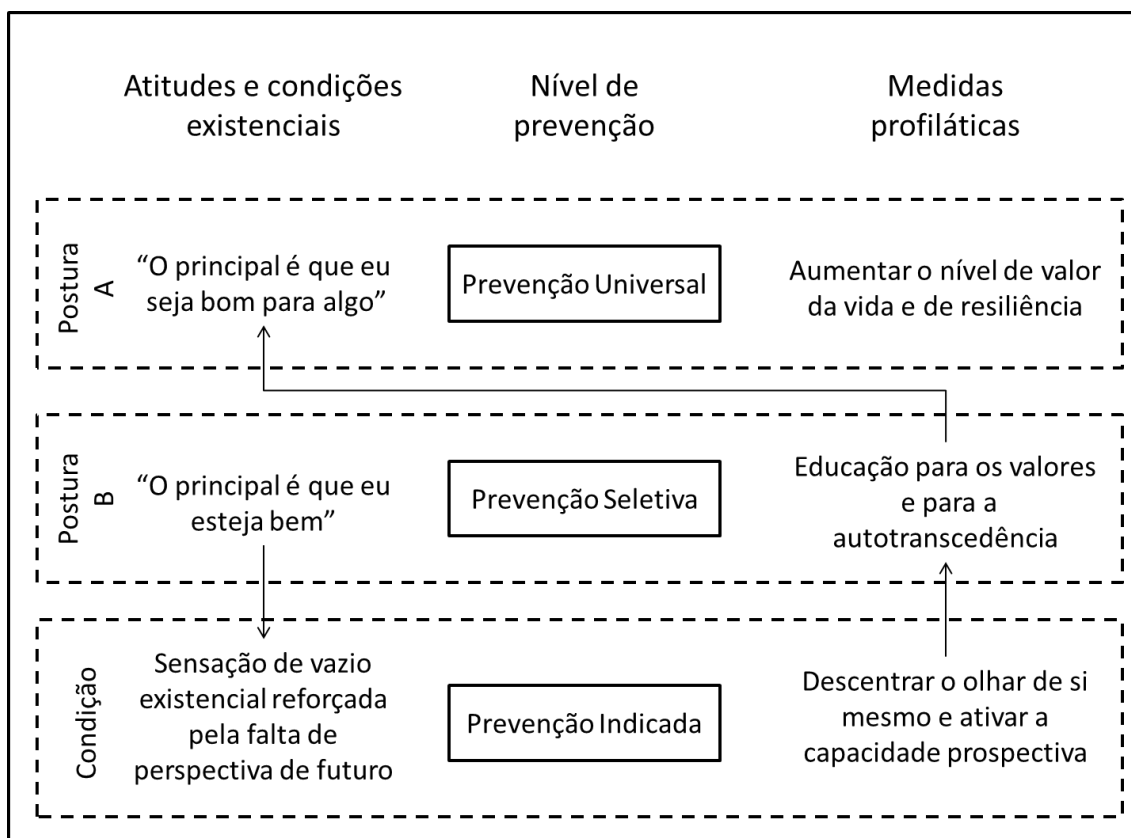 Atitudes e condições
existenciais
Nível de
prevenção
Medidas
profiláticas
Postura
A
“O principal é que eu
seja bom para algo”
Prevenção Universal
Aumentar o nível de valor
da vida e de resiliência
Postura
B
“O principal é que eu
esteja bem”
Prevenção Seletiva
Educação para os valores
e para a
autotranscedência
Condição
Sensação de vazio
existencial reforçada
pela falta de
perspectiva de futuro
Prevenção Indicada
Descentrar o olhar de si
mesmo e ativar a
capacidade prospectiva